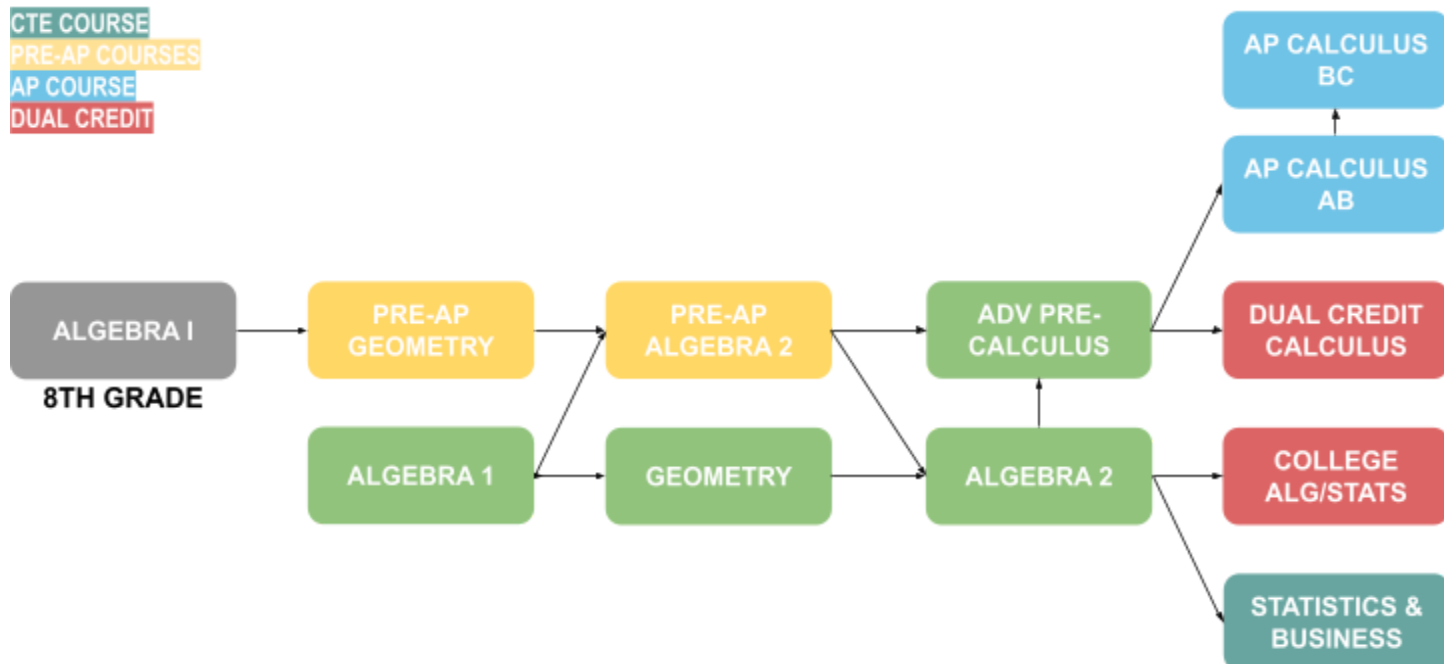 CTE COURSE
PRE-AP COURSES
AP COURSE
DUAL CREDIT
AP CALCULUS
BC
AP CALCULUS
AB
ALGEBRA I
8TH GRADE
PRE-AP
GEOMETRY
PRE-AP
ALGEBRA 2
ADV PRE-
CALCULUS
DUAL CREDIT
CALCULUS
ALGEBRA 1
GEOMETRY
ALGEBRA 2
COLLEGE
ALG/STATS
STATISTICS &
BUSINESS